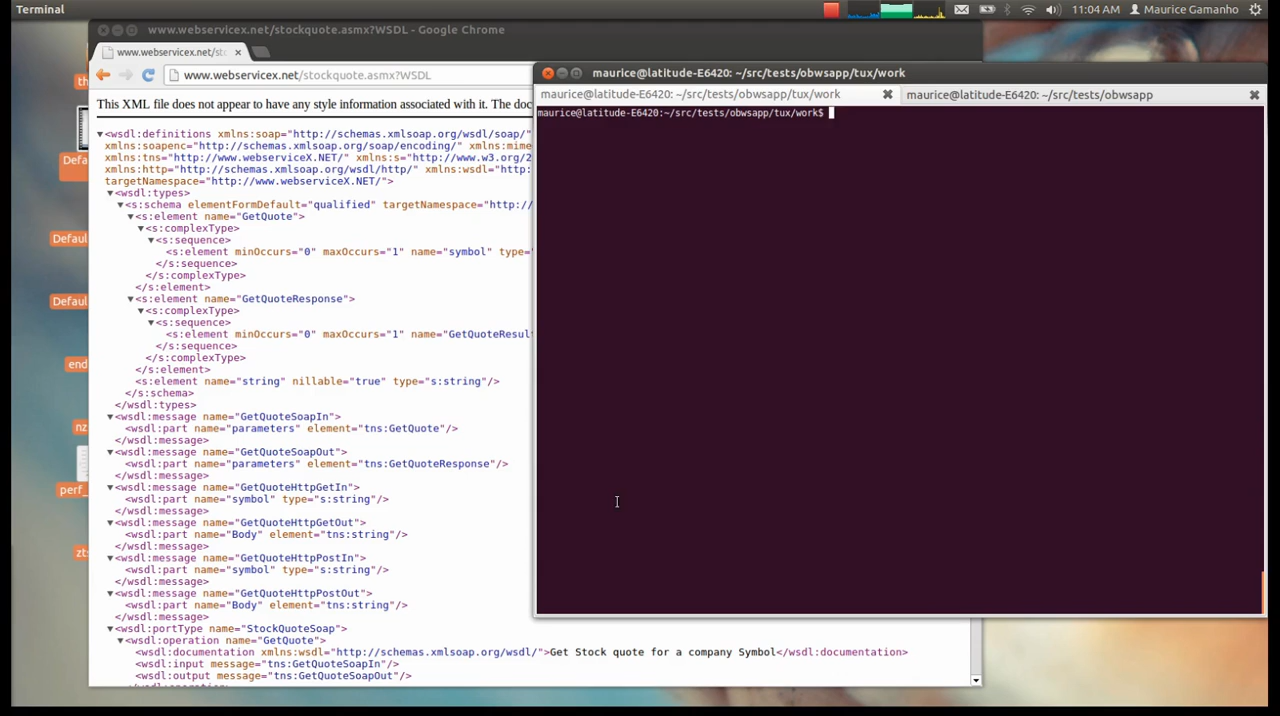 Terminal
11:04 AM
Maurice Gamanho
www.webservicex.net/stockquote.asmx?WSDL - Google Chrome
www.webservicex.net/sto
www.webservicex.net/stockquote.asmx?WSDL
This XML file does not appear to have any style information associated with it. The doc
<wsdl:definitions xmlns:soap="http://schemas.xmlsoap.org/wsdl/soap/"
xmlns:soapenc="http://schemas.xmlsoap.org/soap/encoding/" xmlns:mime
xmlns:tns="http://www.webserviceX.NET/" xmlns:s="http://www.w3.org/2
xmlns:http="http://schemas.xmlsoap.org/wsdl/http/" xmlns:wsdl="http:
targetNamespace="http://www.webserviceX.NET/">
<wsdl:types>
<s:schema elementFormDefault="qualified" targetNamespace="http:/
<s:element name="GetQuote">
<s:complexType>
<s:sequence>
<s:element minOccurs="0" maxOccurs="1" name="symbol" type="
</s:sequence>
</s:complexType>
</s:element>
<s:element name="GetQuoteResponse">
<s:complexType>
<s:sequence>
<s:element minOccurs="0" maxOccurs="1" name="GetQuoteResul
</s:sequence>
</s:complexType>
</s:element>
<s:element name="string" nillable="true" type="s:string"/>
</s:schema>
</wsdl:types>
<wsdl:message name="GetQuoteSoapIn">
<wsdl:part name="parameters" element="tns:GetQuote"/>
</wsdl:message>
<wsdl:message name="GetQuoteSoapOut">
<wsdl:part name="parameters" element="tns:GetQuoteResponse"/>
</wsdl:message>
<wsdl:message name="GetQuoteHttpGetIn">
<wsdl:part name="symbol" type="s:string"/>
</wsdl:message>
<wsdl:message name="GetQuoteHttpGetOut">
<wsdl:part name="Body" element="tns:string"/>
</wsdl:message>
<wsdl:message name="GetQuoteHttpPostIn">
<wsdl:part name="symbol" type="s:string"/>
</wsdl:message>
<wsdl:message name="GetQuoteHttpPostOut">
<wsdl:part name="Body" element="tns:string"/>
</wsdl:message>
<wsdl:portType name="StockQuoteSoap">
<wsdl:operation name="GetQuote">
<wsdl:documentation xmlns:wsdl="http://schemas.xmlsoap.org/wsdl/">Get Stock quote for a company Symbol</wsdl:documentation>
<wsdl:input message="tns:GetQuoteSoapIn"/>
<wsdl:output message="tns:GetQuoteSoapOut"/>
maurice@latitude-E6420: ~/src/tests/obwsapp/tux/work
maurice@latitude-E6420: ~/src/tests/obwsapp/tux/work
maurice@latitude-E6420: ~/src/tests/obwsapp
maurice@latitude-E6420:~/src/tests/obwsapp/tux/work$
th
Defa
Defaul
Defaul
end
nz
perf_
zts